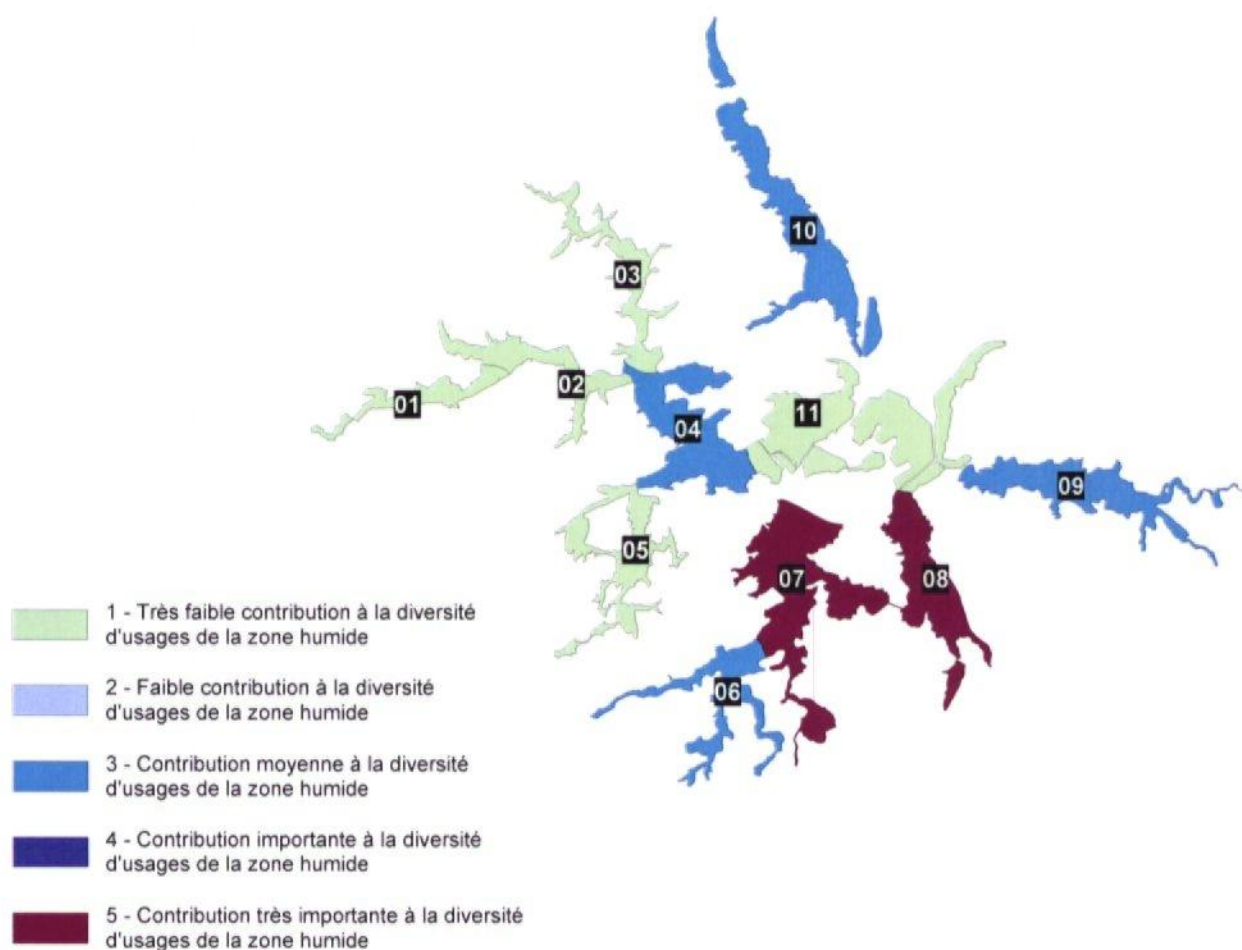 10
03
02
01
04
11
09
05
07
08
06
1 - Très faible contribution à la diversité
d'usages de la zone humide
2 - Faible contribution à la diversité
d'usages de la zone humide
3 - Contribution moyenne à la diversité
d'usages de la zone humide
4 - Contribution importante à la diversité
d'usages de la zone humide
5 - Contribution très importante à la diversité
d'usages de la zone humide